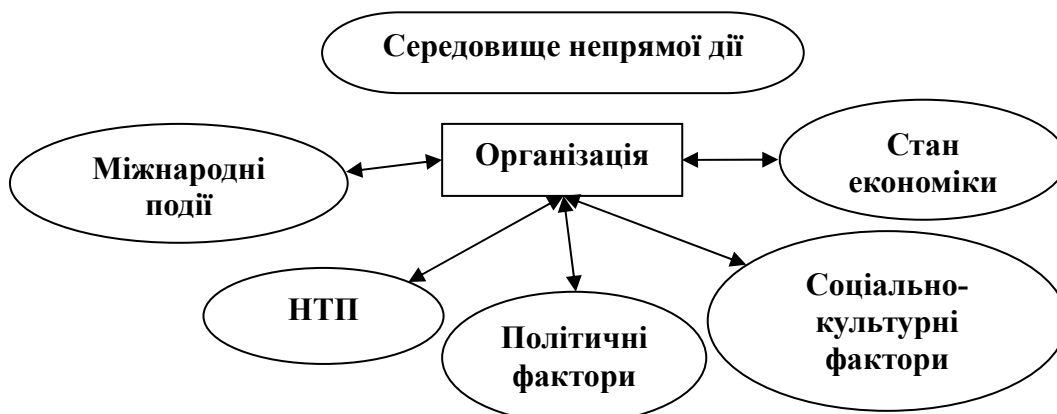 Середовище непрямої дії
Організація
Стан
економіки
Міжнародні
події
НТП
Політичні
фактори
Соціально-
культурні
фактори